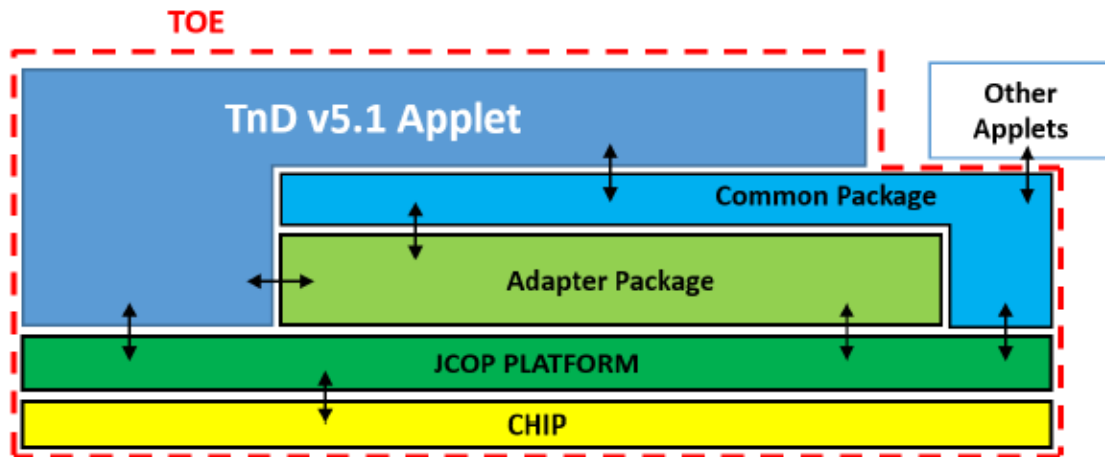 TOE
TnD v5.1 Applet
Other
Applets
Common Package
Adapter Package
JCOP PLATFORM
CHIP